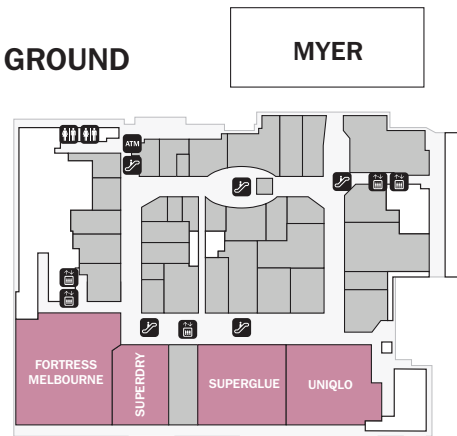 GROUND
MYER
ATM
FORTRESS
MELBOURNE
SUPERDRY
SUPERGLUE
UNIQLO